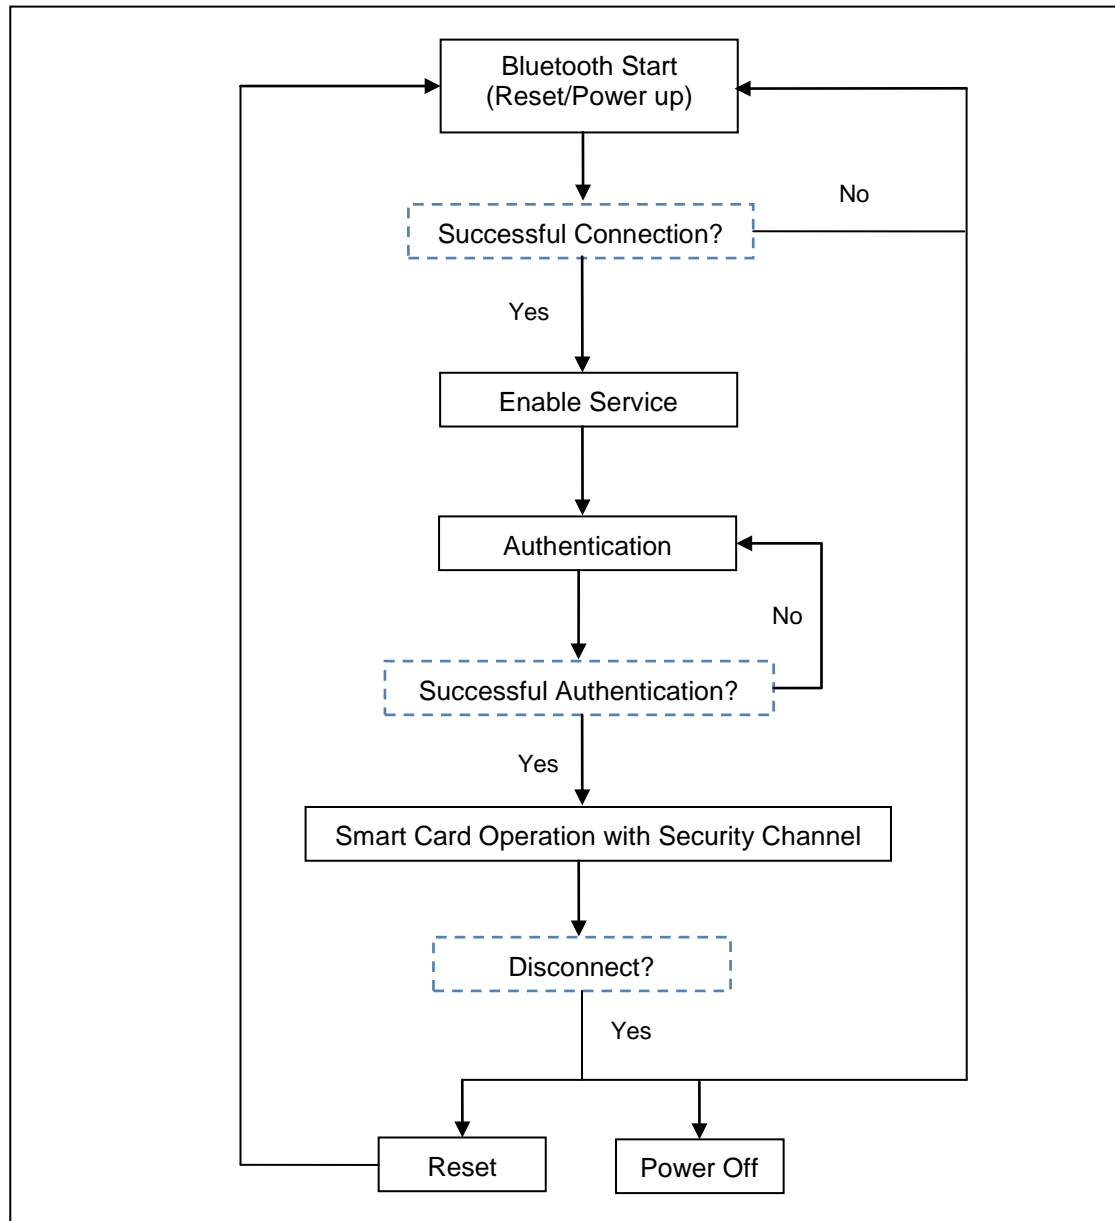 Bluetooth Start
(Reset/Power up)
No
Successful Connection?
Yes
Enable Service
Authentication
No
Successful Authentication?
Yes
Smart Card Operation with Security Channel
Disconnect?
Yes
Reset
Power Off